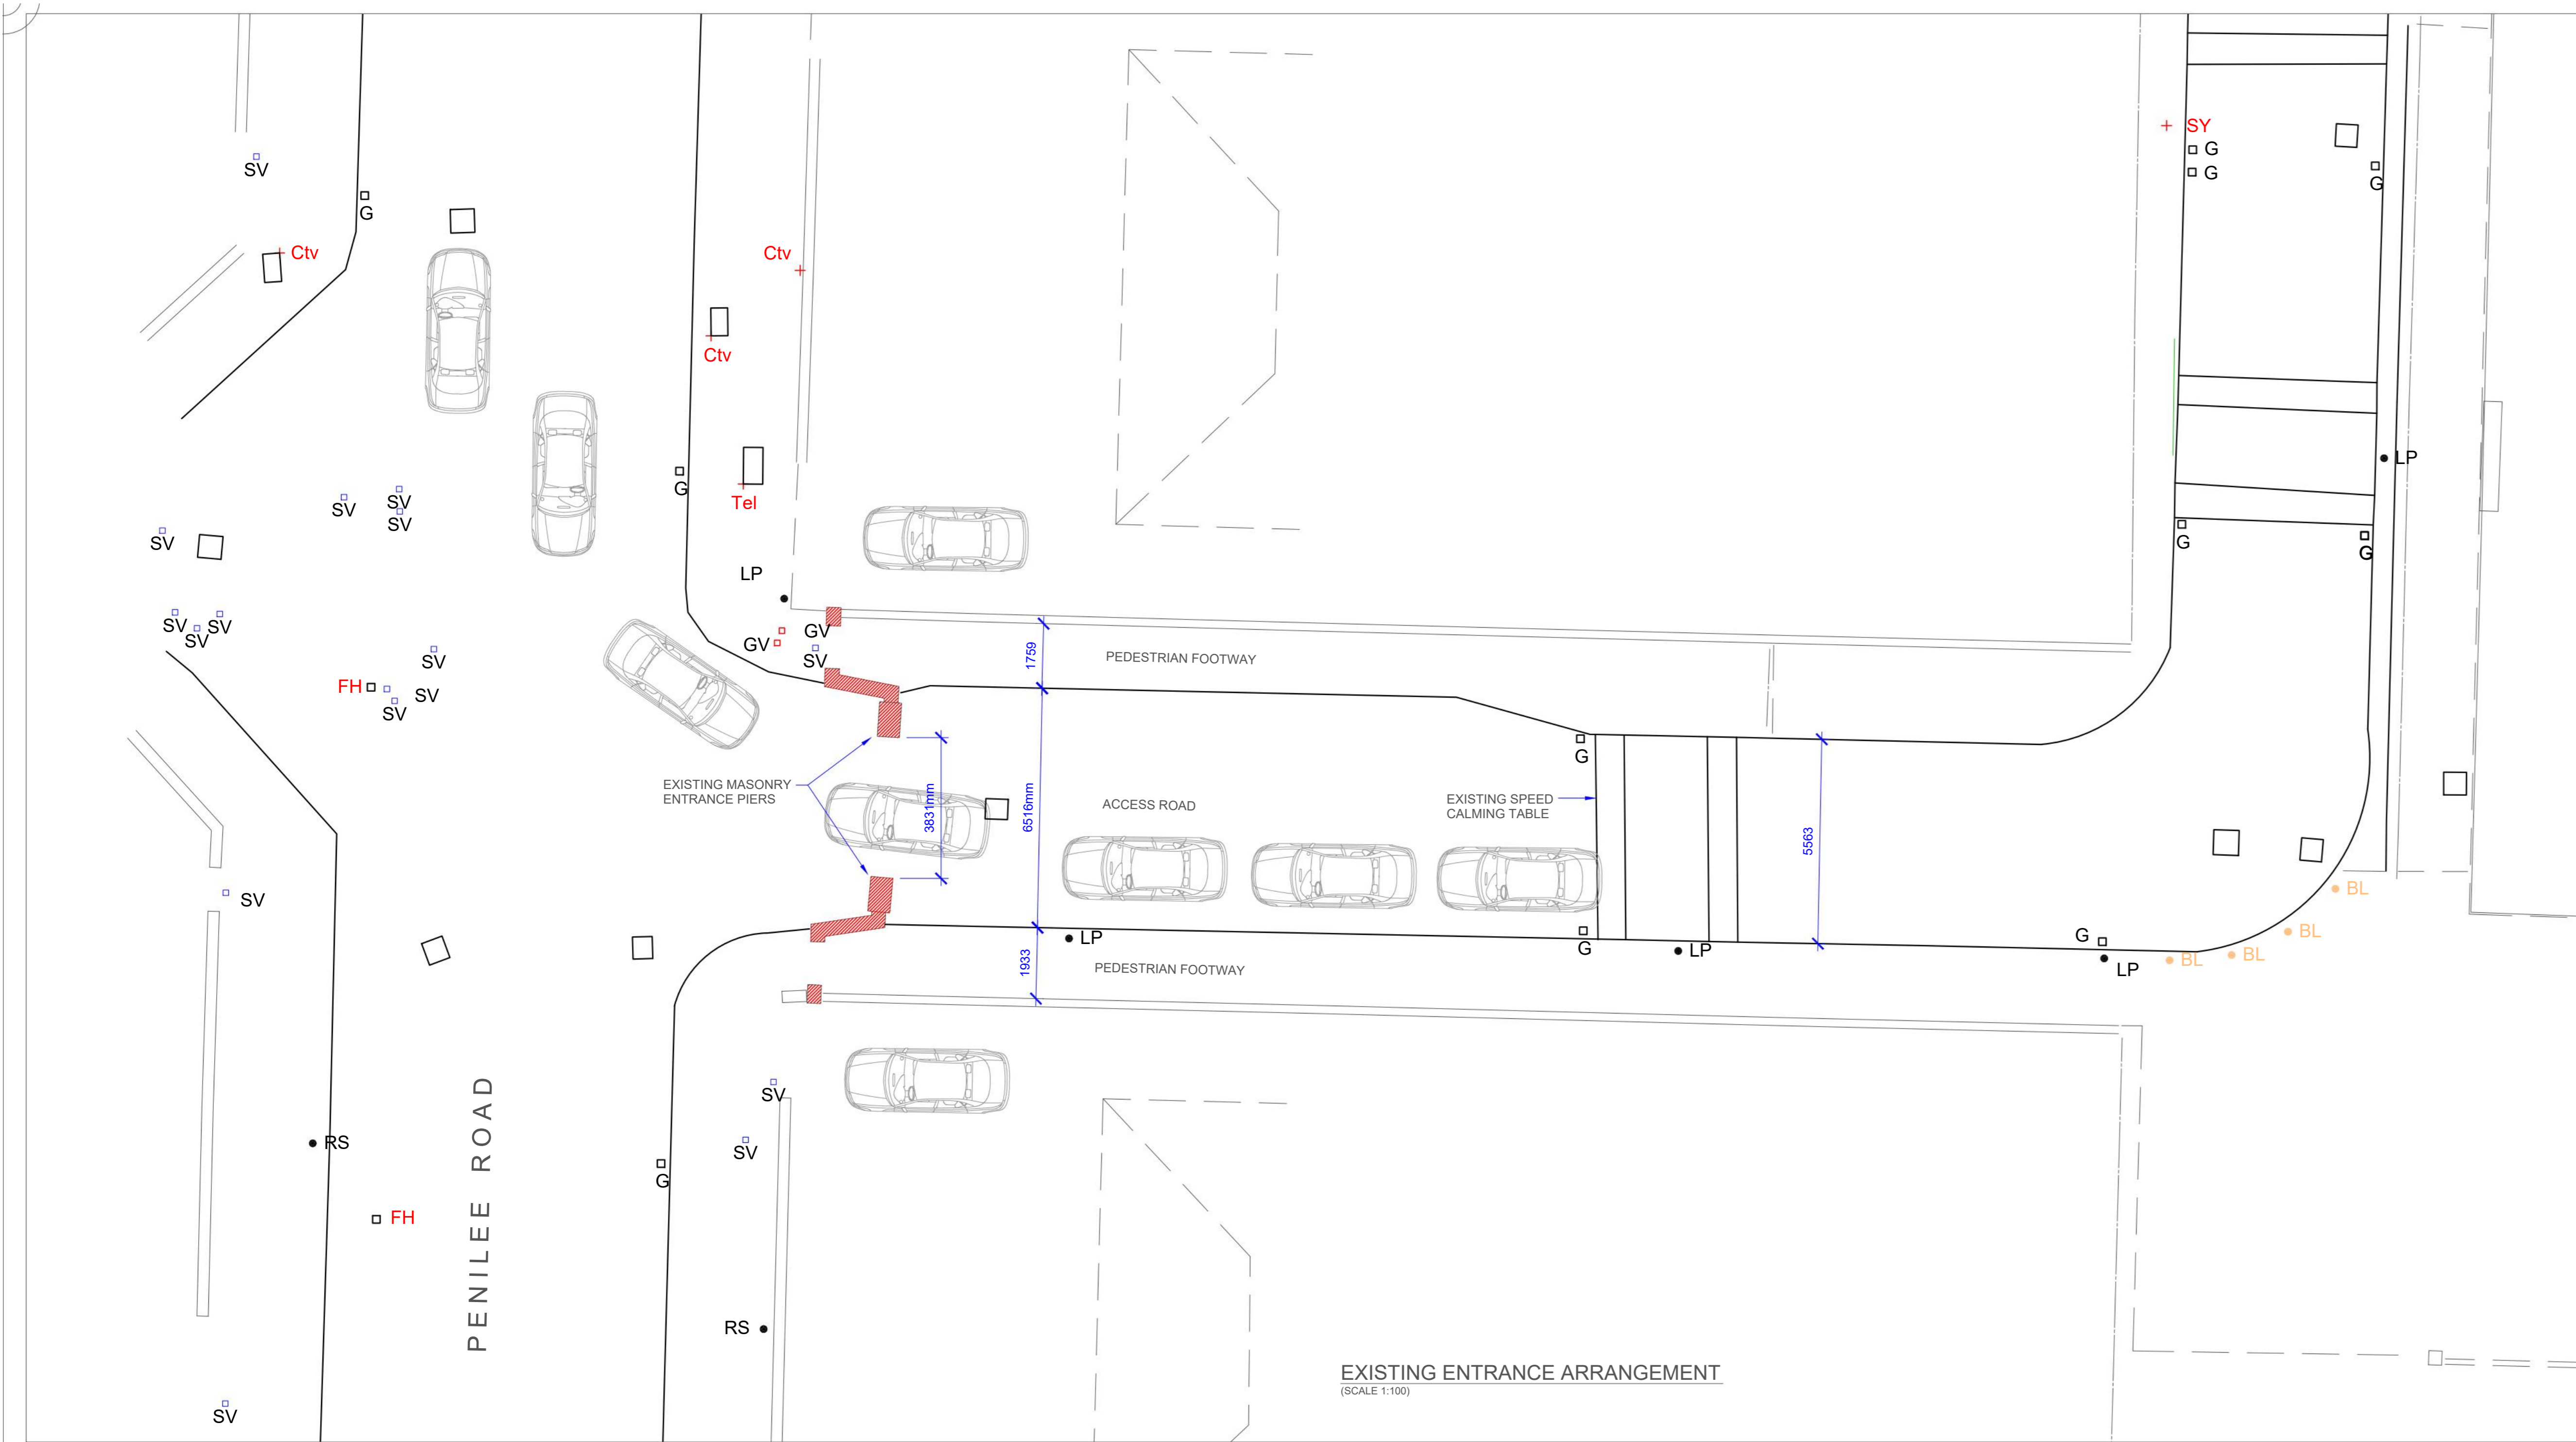 SV
G
Ctv
Ctv
Ctv
SY
G
G
G
G
Tel
LP
SV
SV
SV
SV
LP
G
G
LP
SV
SV
SV
GV
GV
SV
1759
PEDESTRIAN FOOTWAY
SV
FH
SV
SV
G
EXISTING MASONRY
ENTRANCE PIERS
3831mm
6516mm
ACCESS ROAD
EXISTING SPEED
CALMING TABLE
5563
SV
BL
BL
BL
BL
G
LP
G
LP
LP
1933
PEDESTRIAN FOOTWAY
SV
SV
RS
G
PENILEE ROAD
FH
RS
EXISTING ENTRANCE ARRANGEMENT
(SCALE 1:100)
SV